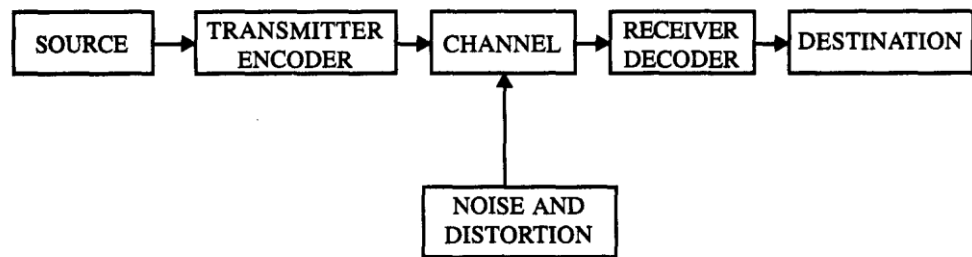 SOURCE
TRANSMITTER
ENCODER
CHANNEL
RECEIVER
DECODER
DESTINATION
NOISE AND
DISTORTION